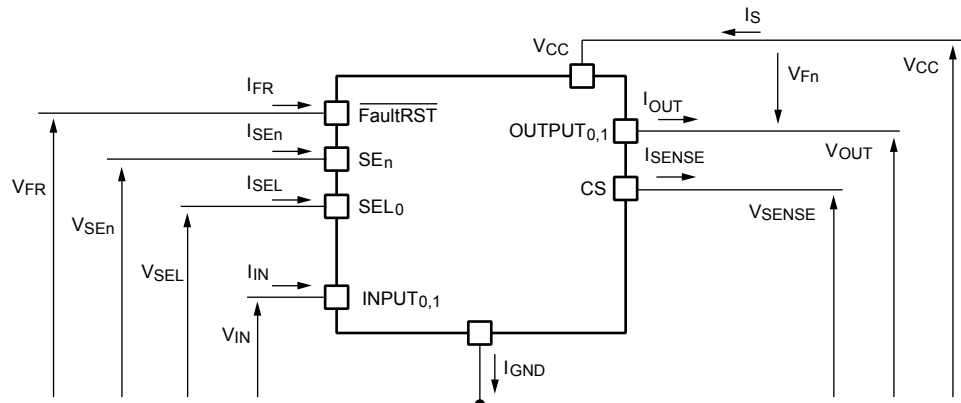 IS
VCC
VCC
VFn
IFR
FaultRST
IOUT
OUTPUT0,1
VOUT
ISEn
SEn
ISENSE
CS
VSENSE
VFR
ISEL
SEL0
VSEn
VSEL
IIN
INPUT0,1
VIN
IGND